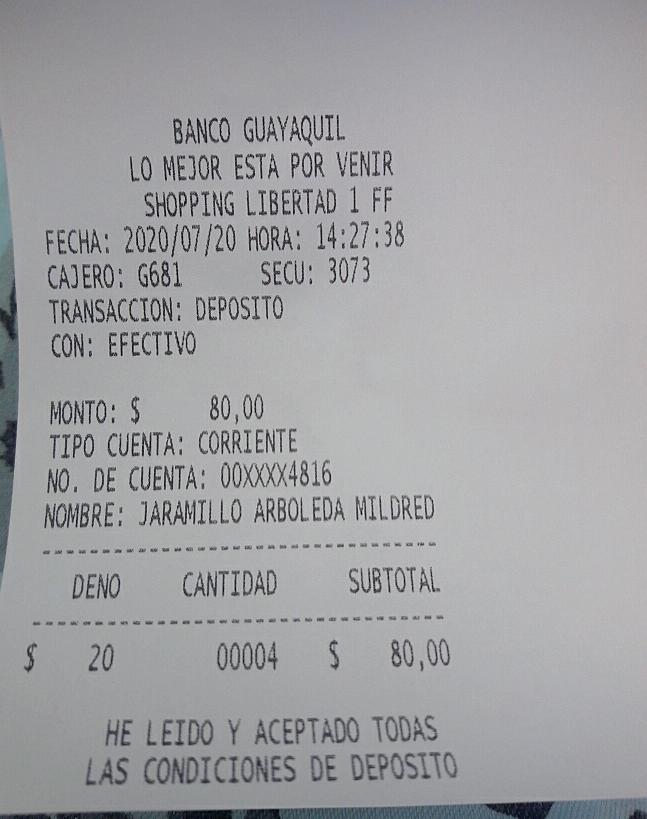 BANCO GUAYAQUIL
LO MEJOR ESTA POR VENIR
SHOPPING LIBERTAD 1 FF
FECHA: 2020/07/20 HORA: 14:27:38
CAJERO: G681 SECU: 3073
TRANSACCION: DEPOSITO
CON: EFECTIVO
MONTO: $ 80,00
TIPO CUENTA: CORRIENTE
NO. DE CUENTA: 00XXXX4816
NOMBRE: JARAMILLO ARBOLEDA MILDRED
DENO CANTIDAD SUBTOTAL
$ 20 00004 $ 80,00
HE LEIDO Y ACEPTADO TODAS
LAS CONDICIONES DE DEPOSITO